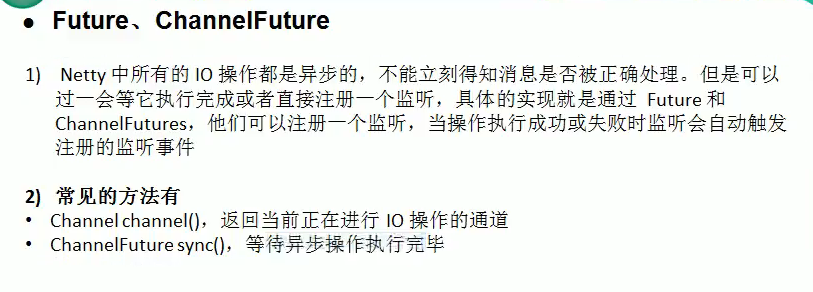 ● Future、ChannelFuture
1) Netty 中所有的 IO 操作都是异步的，不能立刻得知消息是否被正确处理。但是可以
过一会等它执行完成或者直接注册一个监听，具体的实现就是通过 Future 和
ChannelFutures，他们可以注册一个监听，当操作执行成功或失败时监听会自动触发
注册的监听事件
2) 常见的方法有
• Channel channel()，返回当前正在进行 IO 操作的通道
• ChannelFuture sync()，等待异步操作执行完毕